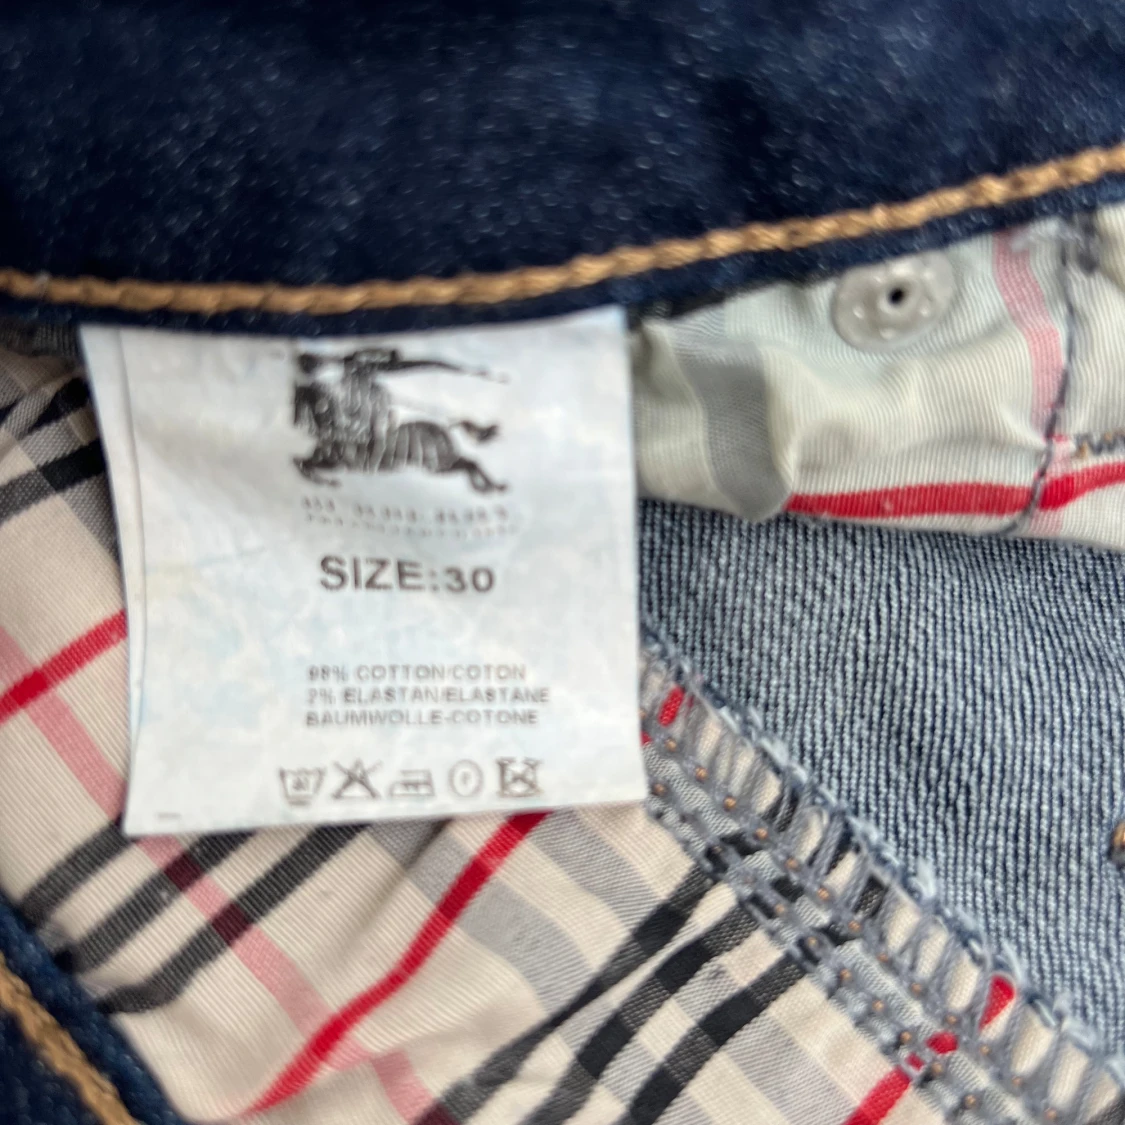 SIZE:30
98% COTTON/COTON
2% ELASTAN/ELASTANE
BAUMWOLLE-COTONE